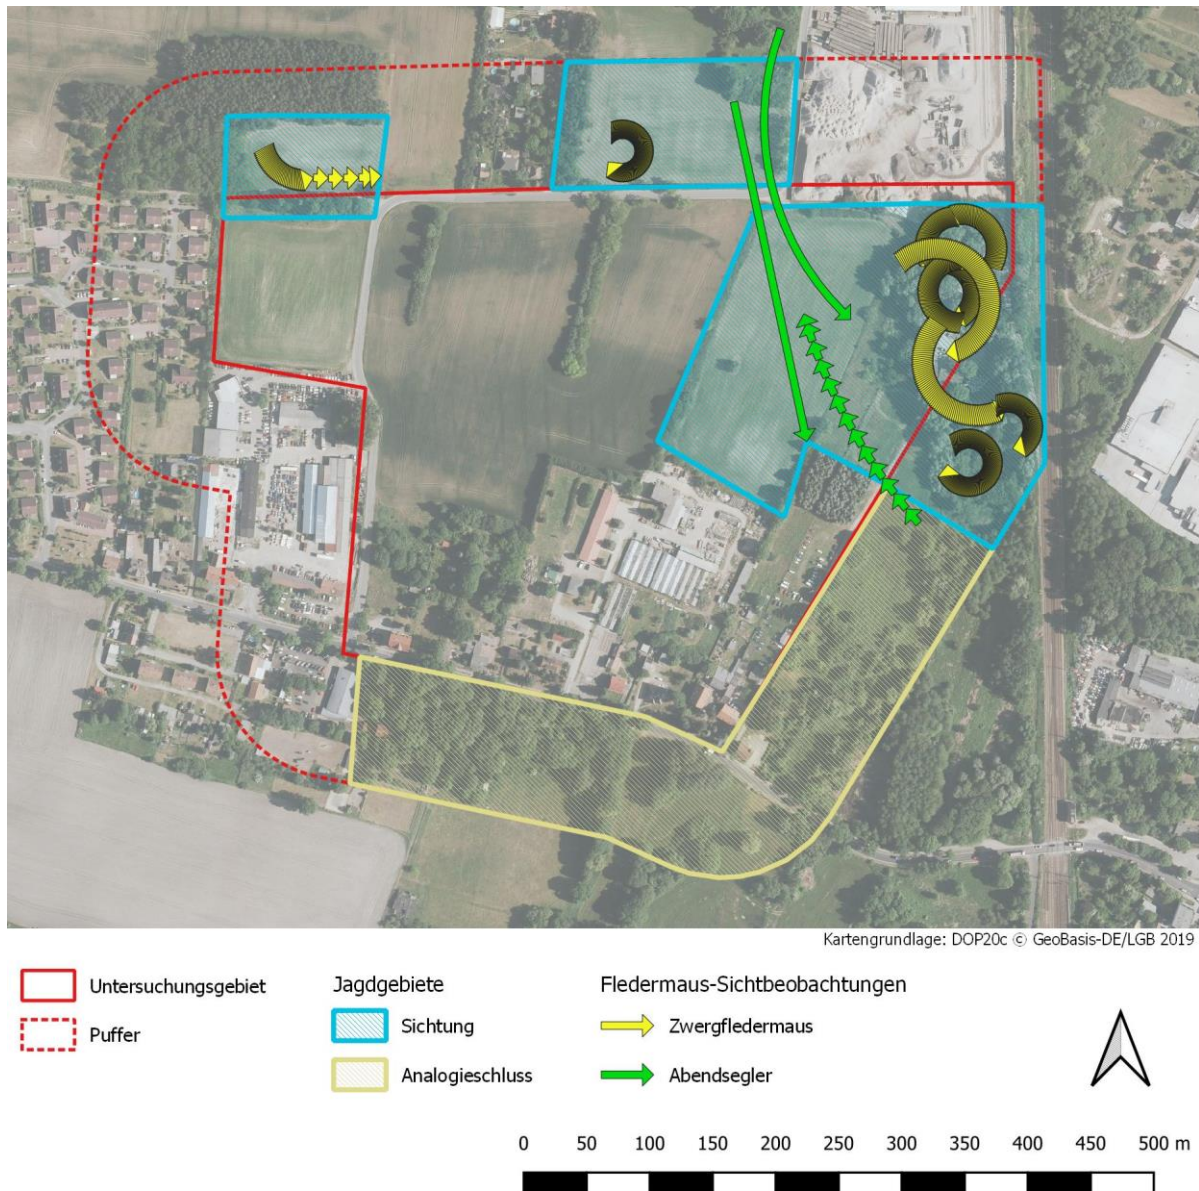 Kartengrundlage: DOP20c © GeoBasis-DE/LGB 2019
Untersuchungsgebiet
Puffer
Jagdgebiete
Sichtung
Analogieschluss
Fledermaus-Sichtbeobachtungen
Zwergfledermaus
Abendsegler
0 50 100 150 200 250 300 350 400 450 500 m